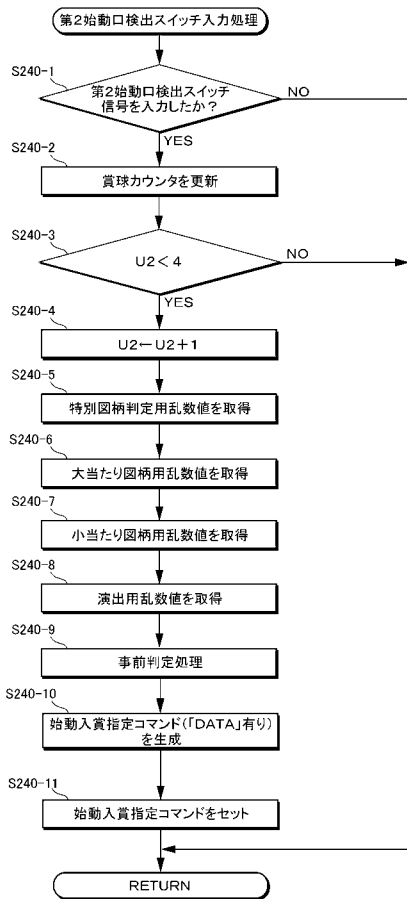 第2始動口検出スイッチ入力処理
S240-1
第2始動口検出スイッチ
信号を入力したか？
NO
YES
S240-2
賞球カウンタを更新
S240-3
U2＜4
NO
YES
S240-4
U2←U2＋1
S240-5
特別図柄判定用乱数値を取得
S240-6
大当たり図柄用乱数値を取得
S240-7
小当たり図柄用乱数値を取得
S240-8
演出用乱数値を取得
S240-9
事前判定処理
S240-10
始動入賞指定コマンド(「DATA」有り)
を生成
S240-11
始動入賞指定コマンドをセット
RETURN